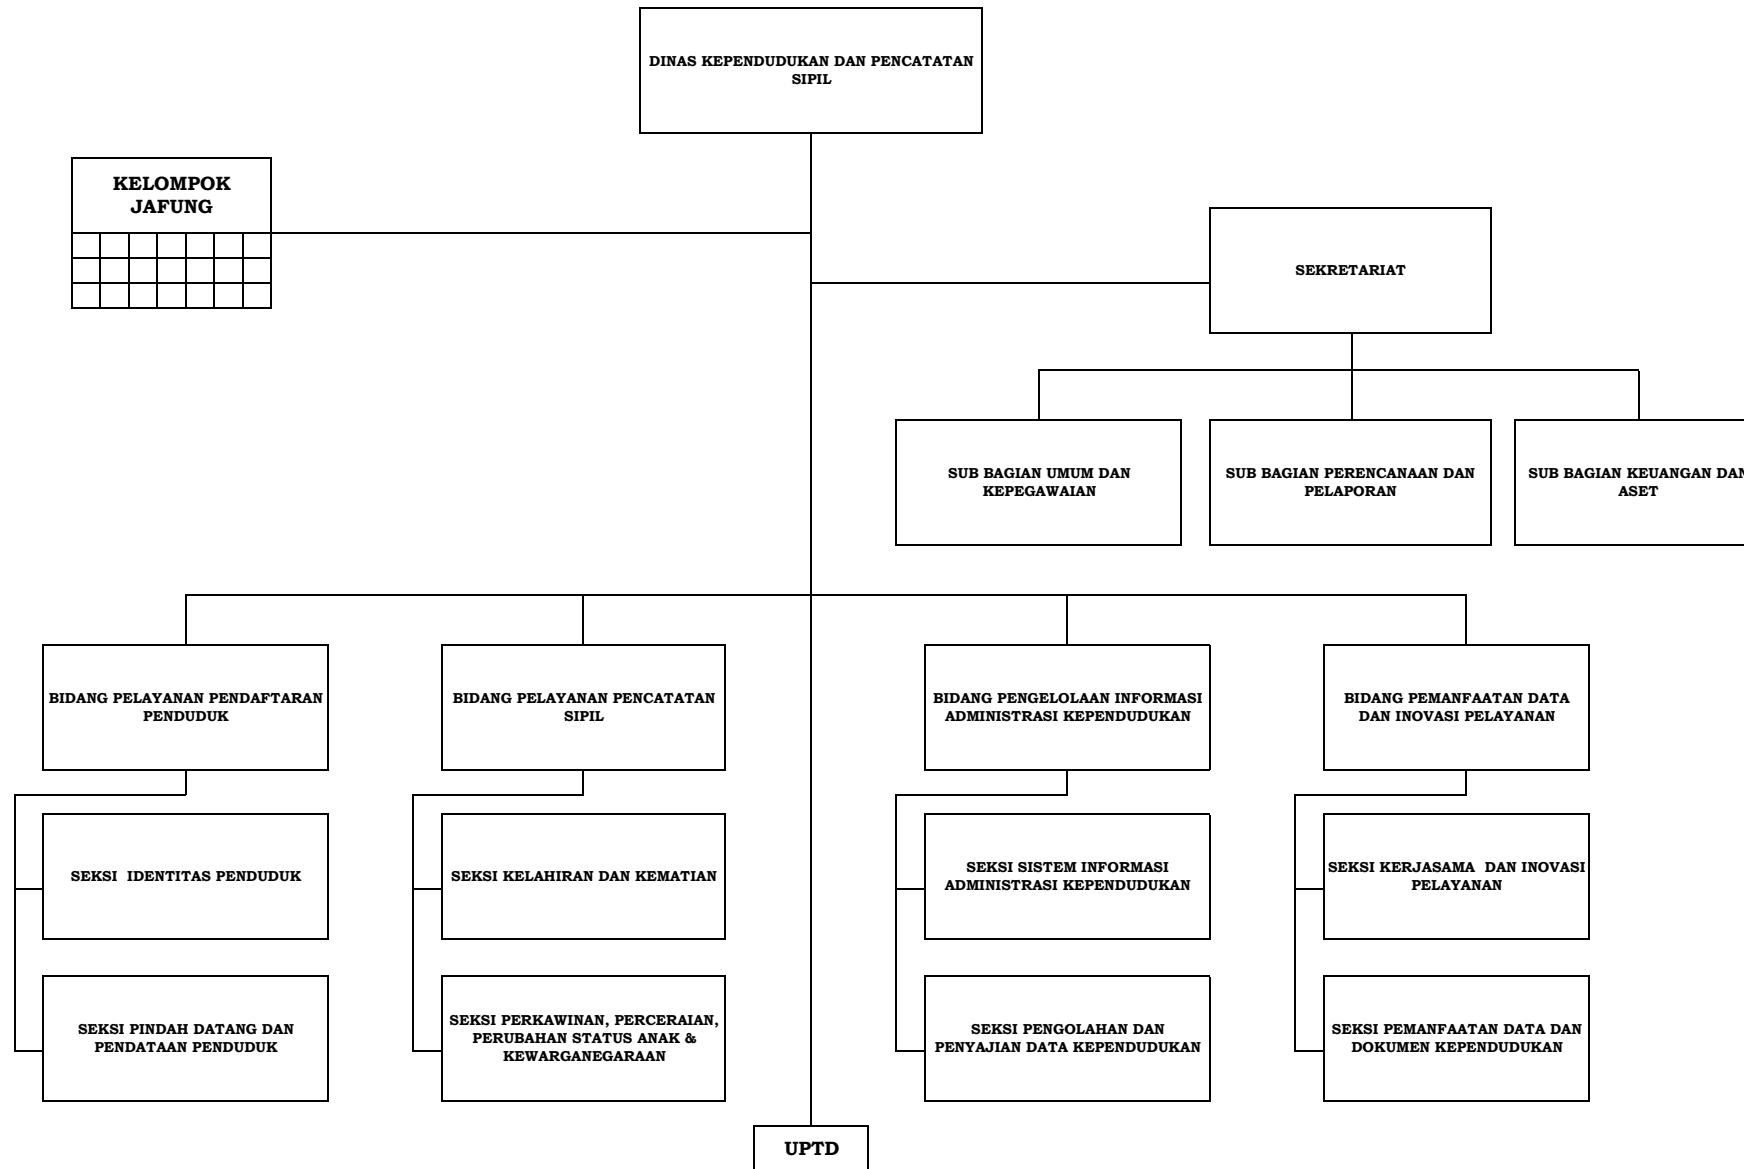 DINAS KEPENDUDUKAN DAN PENCATATAN
SIPIL
KELOMPOK
JAFUNG
SEKRETARIAT
SUB BAGIAN UMUM DAN
KEPEGAWAIAN
SUB BAGIAN PERENCANAAN DAN
PELAPORAN
SUB BAGIAN KEUANGAN DAN
ASET
BIDANG PELAYANAN PENDAFTARAN
PENDUDUK
BIDANG PELAYANAN PENCATATAN
SIPIL
BIDANG PENGELOLAAN INFORMASI
ADMINISTRASI KEPENDUDUKAN
BIDANG PEMANFAATAN DATA
DAN INOVASI PELAYANAN
SEKSI  IDENTITAS PENDUDUK
SEKSI KELAHIRAN DAN KEMATIAN
SEKSI SISTEM INFORMASI
ADMINISTRASI KEPENDUDUKAN
SEKSI KERJASAMA  DAN INOVASI
PELAYANAN
SEKSI PINDAH DATANG DAN
PENDATAAN PENDUDUK
SEKSI PERKAWINAN, PERCERAIAN,
PERUBAHAN STATUS ANAK &
KEWARGANEGARAAN
SEKSI PENGOLAHAN DAN
PENYAJIAN DATA KEPENDUDUKAN
SEKSI PEMANFAATAN DATA DAN
DOKUMEN KEPENDUDUKAN
UPTD